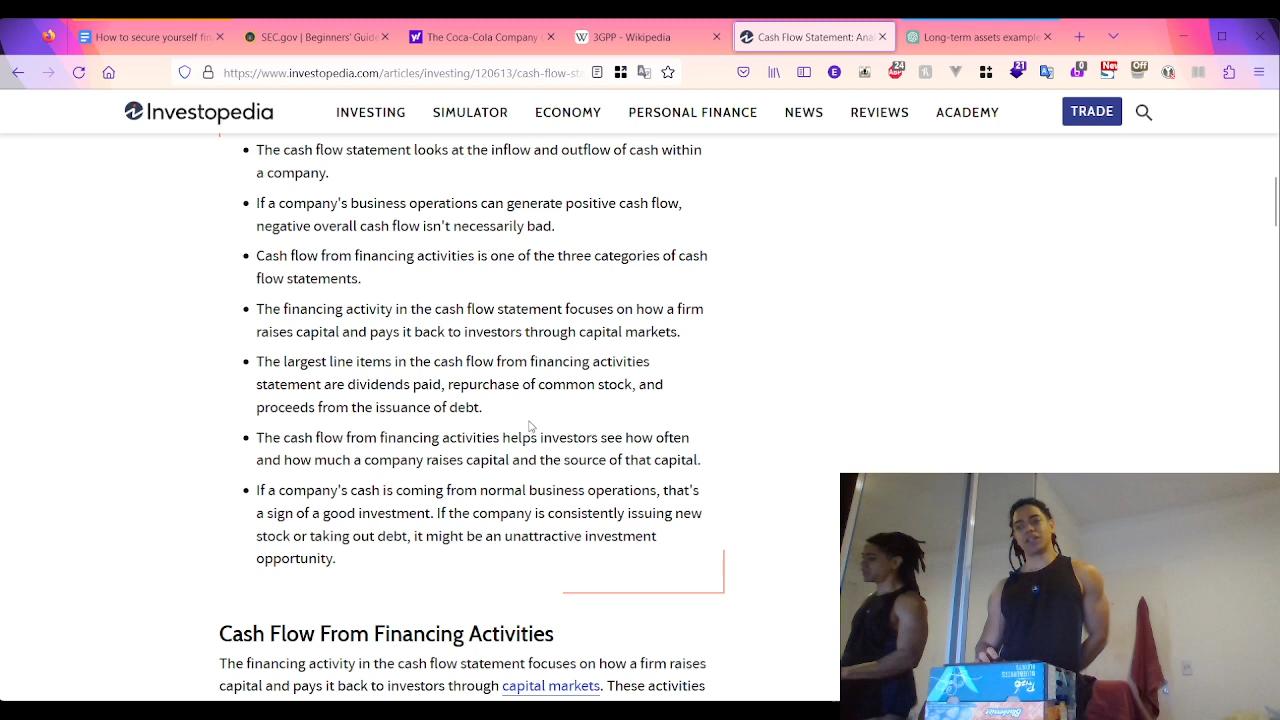 How to secure yourself fin
SEC.gov | Beginners' Guide
The Coca-Cola Company
3GPP - Wikipedia
Cash Flow Statement: Ana
Long-term assets example
https://www.investopedia.com/articles/investing/120613/cash-flow-sta
24
21
0
New
Off
Investopedia
INVESTING
SIMULATOR
ECONOMY
PERSONAL FINANCE
NEWS
REVIEWS
ACADEMY
TRADE
The cash flow statement looks at the inflow and outflow of cash within
a company.
If a company's business operations can generate positive cash flow,
negative overall cash flow isn't necessarily bad.
Cash flow from financing activities is one of the three categories of cash
flow statements.
The financing activity in the cash flow statement focuses on how a firm
raises capital and pays it back to investors through capital markets.
The largest line items in the cash flow from financing activities
statement are dividends paid, repurchase of common stock, and
proceeds from the issuance of debt.
The cash flow from financing activities helps investors see how often
and how much a company raises capital and the source of that capital.
If a company's cash is coming from normal business operations, that's
a sign of a good investment. If the company is consistently issuing new
stock or taking out debt, it might be an unattractive investment
opportunity.
Cash Flow From Financing Activities
The financing activity in the cash flow statement focuses on how a firm raises
capital and pays it back to investors through capital markets. These activities